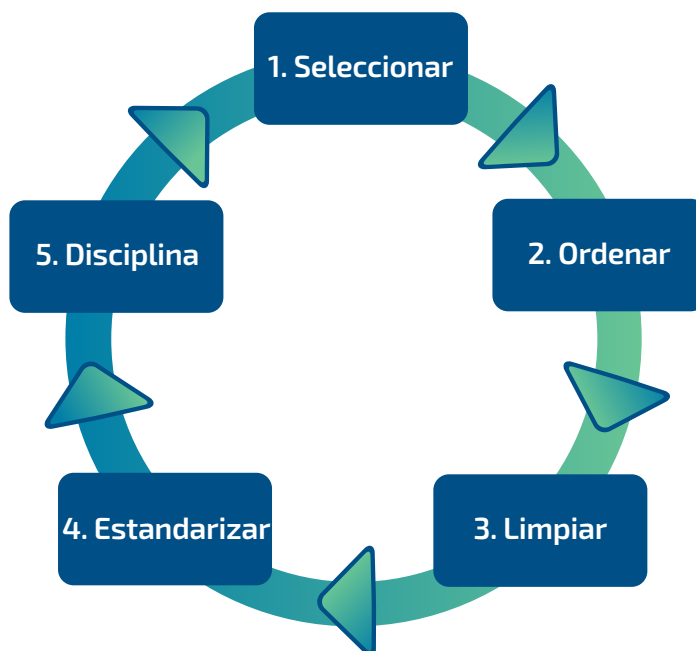 1. Seleccionar
2. Ordenar
3. Limpiar
4. Estandarizar
5. Disciplina